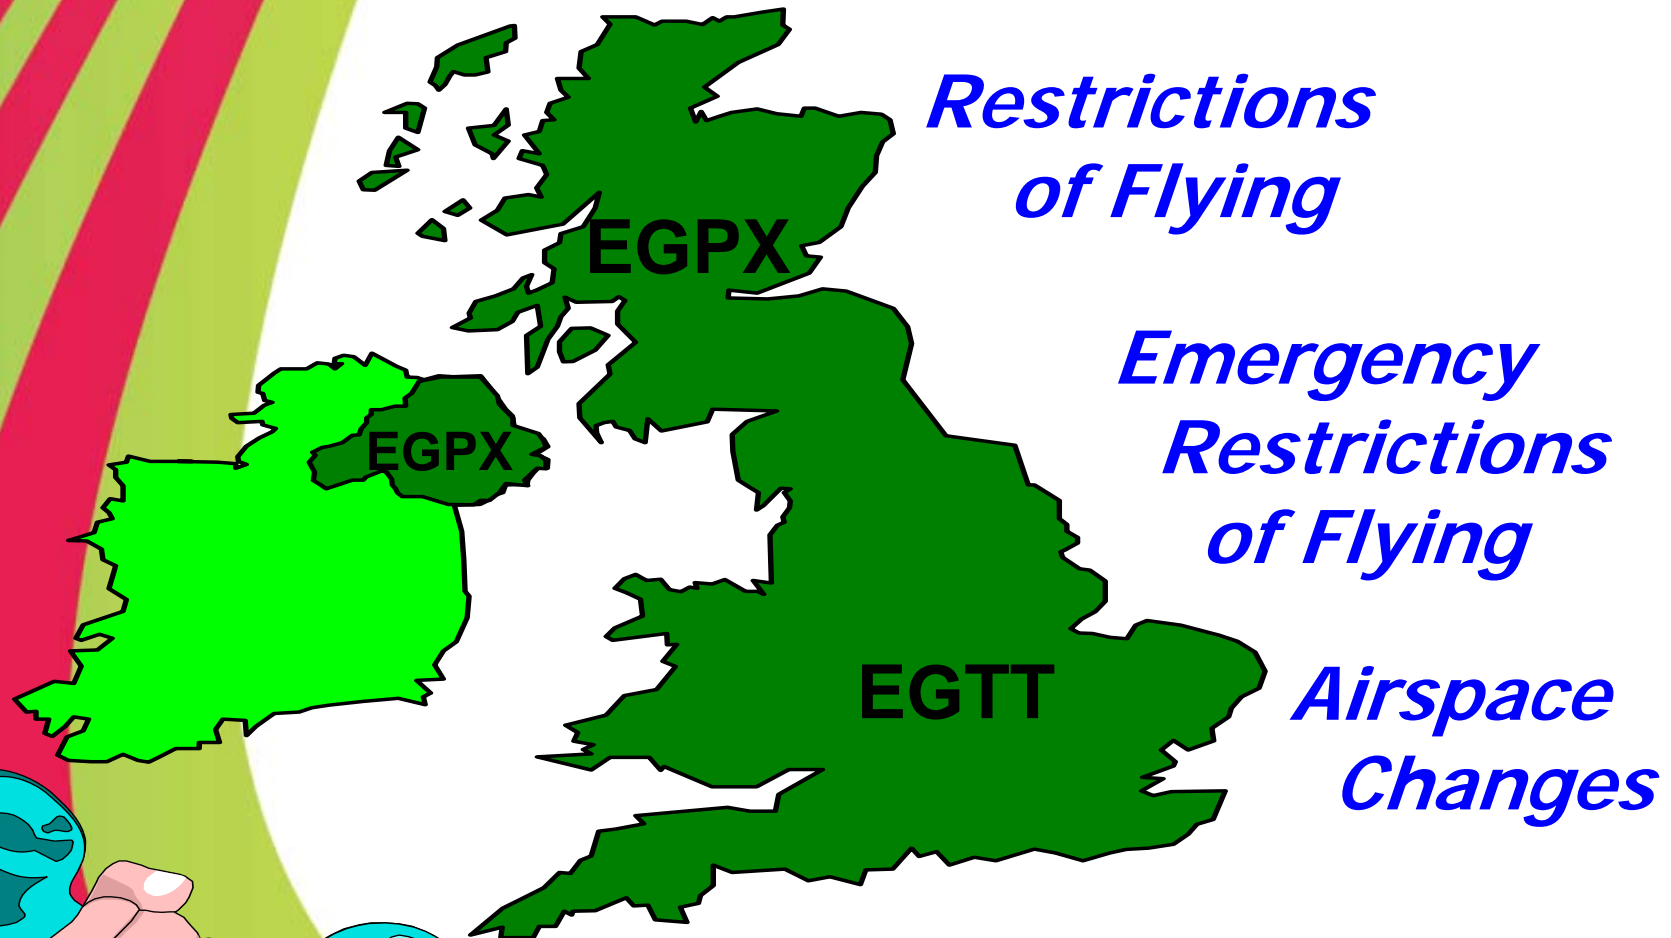 Restrictions
of Flying
EGPX
Emergency
Restrictions
of Flying
EGPX
EGTT
Airspace
Changes